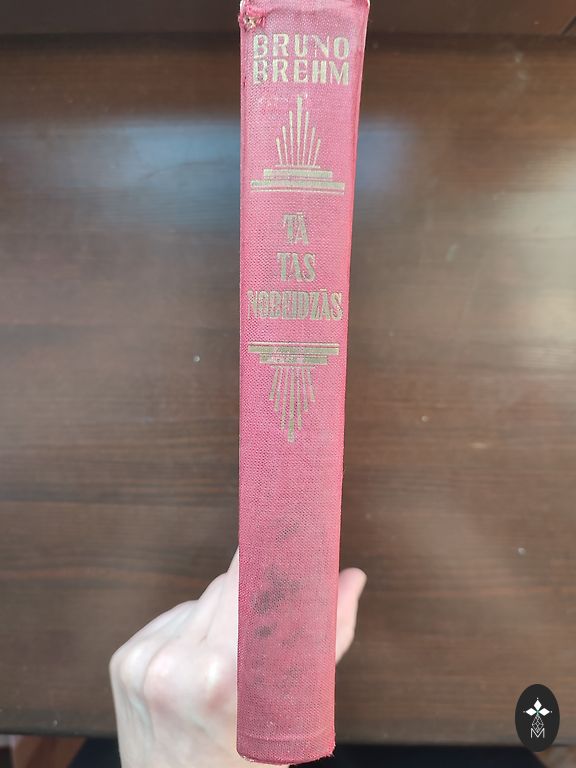 BRUNO
BREHM
TĀ
TAS
NOBEIDZĀS
M